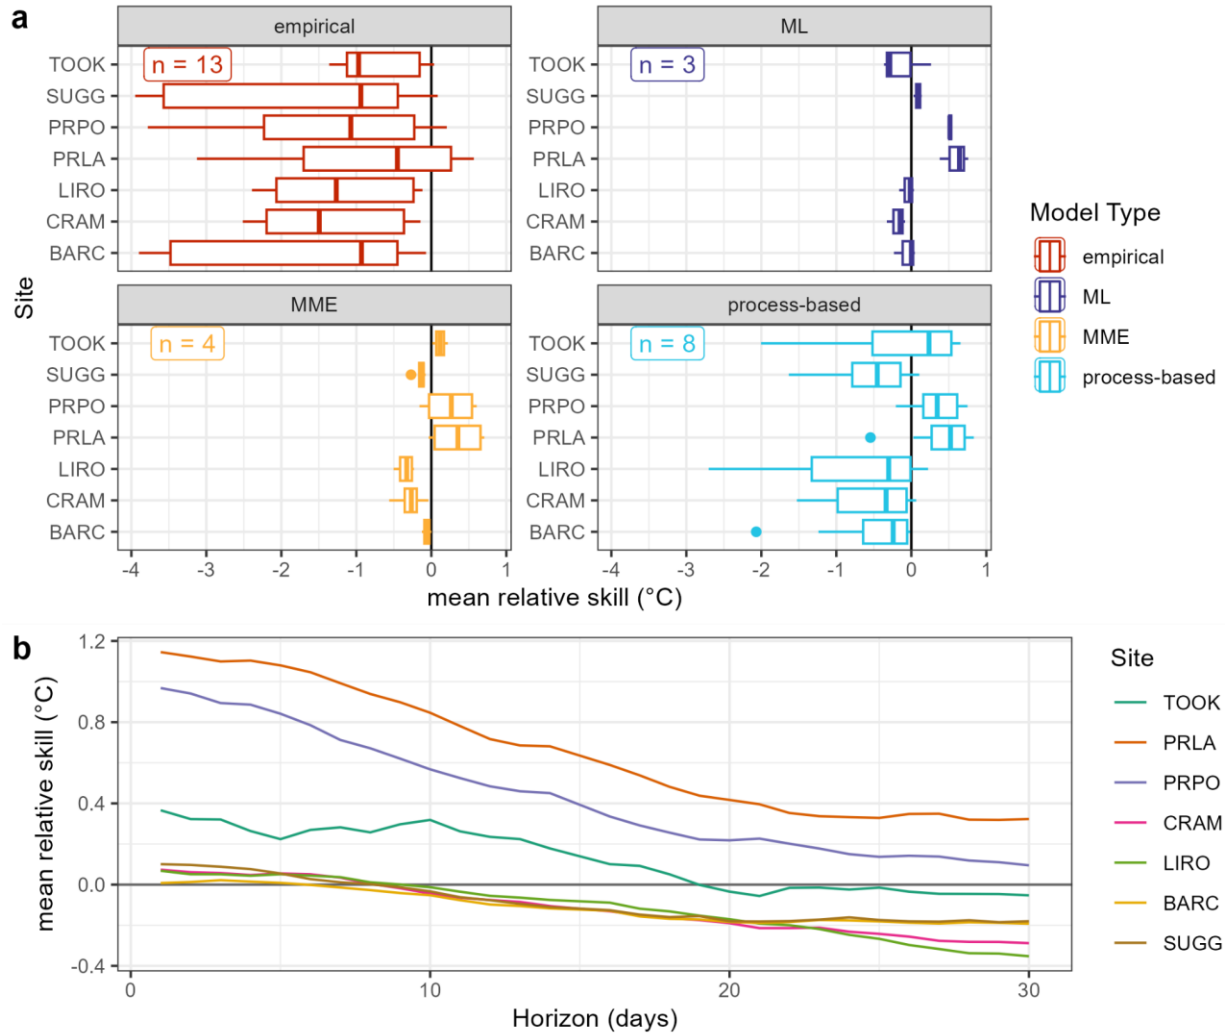 a
empirical
ML
TOOK
SUGG
PRPO
PRLA
LIRO
CRAM
BARC
n = 13
TOOK
SUGG
PRPO
PRLA
LIRO
CRAM
BARC
n = 3
Site
MME
process-based
TOOK
SUGG
PRPO
PRLA
LIRO
CRAM
BARC
n = 4
TOOK
SUGG
PRPO
PRLA
LIRO
CRAM
BARC
n = 8
-4 -3 -2 -1 0 1
-4 -3 -2 -1 0 1
mean relative skill (°C)
Model Type
empirical
ML
MME
process-based
b
mean relative skill (°C)
1.2
0.8
0.4
0.0
-0.4
0 10 20 30
Horizon (days)
Site
TOOK
PRLA
PRPO
CRAM
LIRO
BARC
SUGG